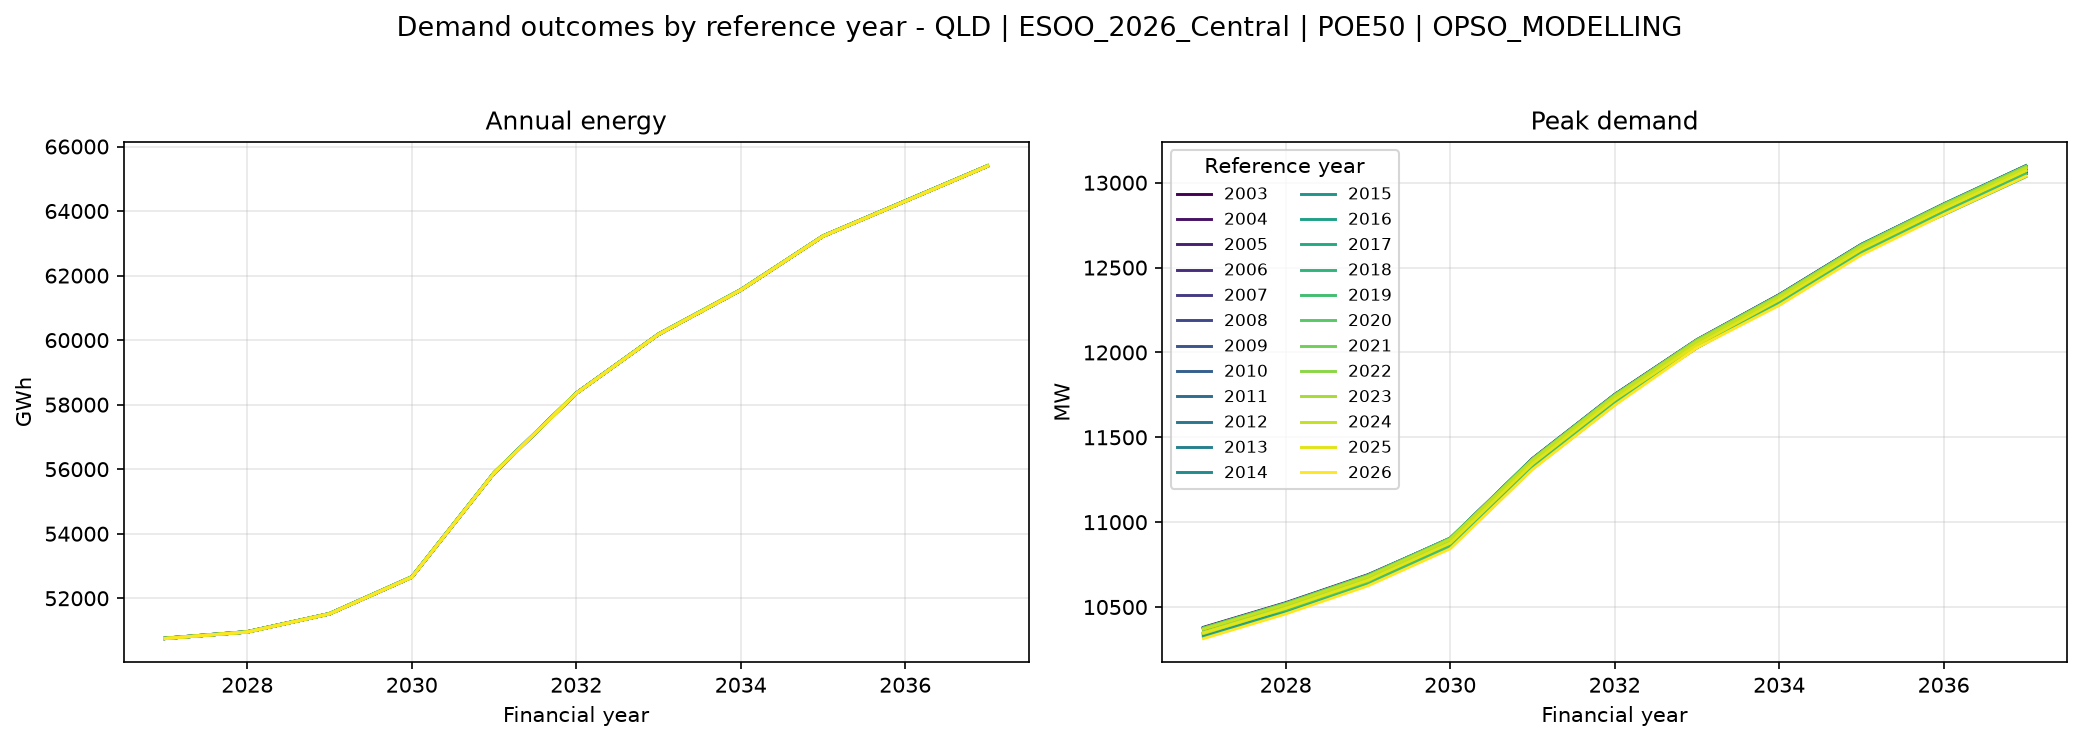 Demand outcomes by reference year - QLD | ESOO_2026_Central | POE50 | OPSO_MODELLING
Annual energy
66000
64000
62000
60000
58000
56000
54000
52000
GWh
2028 2030 2032 2034 2036
Financial year
Peak demand
Reference year
2003 2015
2004 2016
2005 2017
2006 2018
2007 2019
2008 2020
2009 2021
2010 2022
2011 2023
2012 2024
2013 2025
2014 2026
13000
12500
12000
11500
11000
10500
MW
2028 2030 2032 2034 2036
Financial year